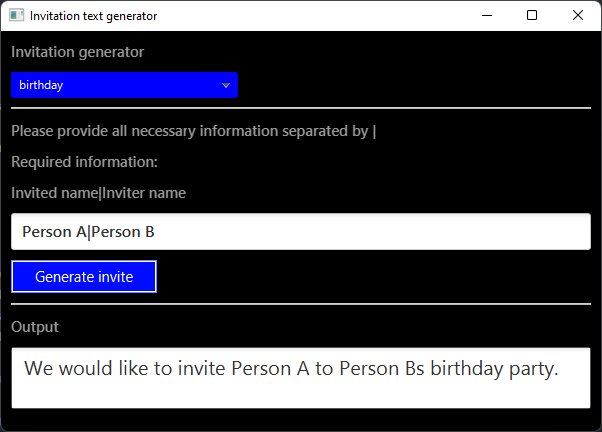 Invitation text generator
Invitation generator
birthday
Please provide all necessary information separated by |
Required information:
Invited name|Inviter name
Person A|Person B
Generate invite
Output
We would like to invite Person A to Person Bs birthday party.